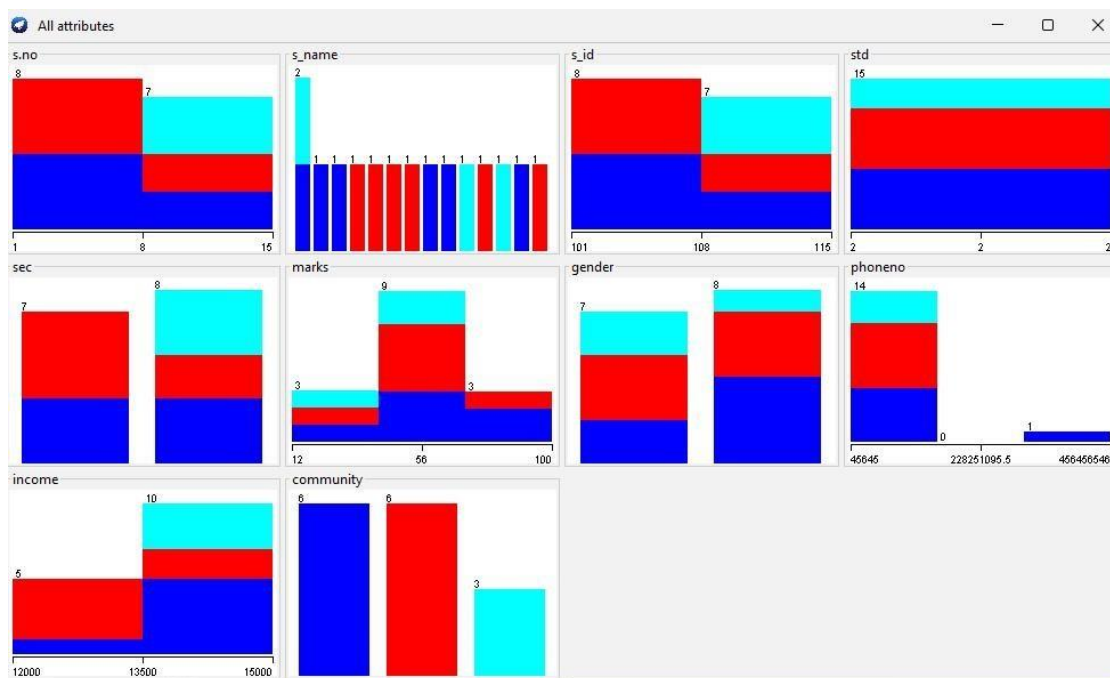 All attributes
s.no
8
7
1 8 15
s_name
2
1 1 1 1 1 1 1 1 1 1 1 1 1
s_id
8
7
101 108 115
std
15
2 2 2
sec
7
8
marks
3
9
3
12 56 100
gender
7
8
phoneno
14
0
1
45645 228251095.5 456456546
income
5
10
12000 13500 15000
community
6
6
3